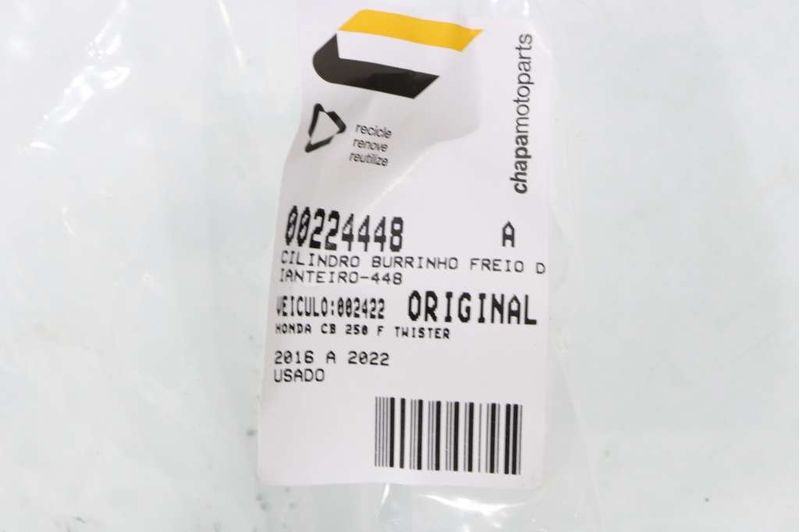 chapamotoparts
recicle
renove
reutilize
00224448 A
CILINDRO BURRINHO FREIO D
IANTEIRO-448
VEICULO:002422 ORIGINAL
HONDA CB 250 F TWISTER
2016 A 2022
USADO